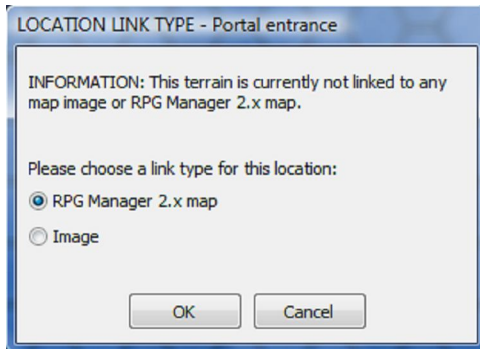 LOCATION LINK TYPE - Portal entrance
INFORMATION: This terrain is currently not linked to any
map image or RPG Manager 2.x map.
Please choose a link type for this location:
RPG Manager 2.x map
Image
OK
Cancel